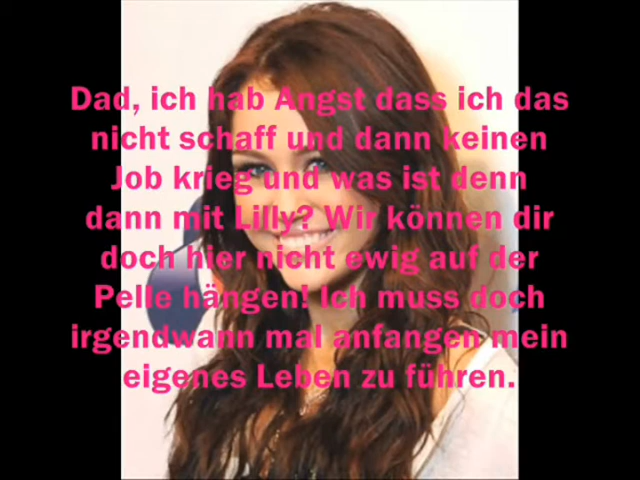 Dad, ich hab Angst dass ich das
nicht schaff und dann keinen
Job krieg und was ist denn
dann mit Lilly? Wir können dir
doch hier nicht ewig auf der
Pelle hängen! Ich muss doch
irgendwann mal anfangen mein
eigenes Leben zu führen.